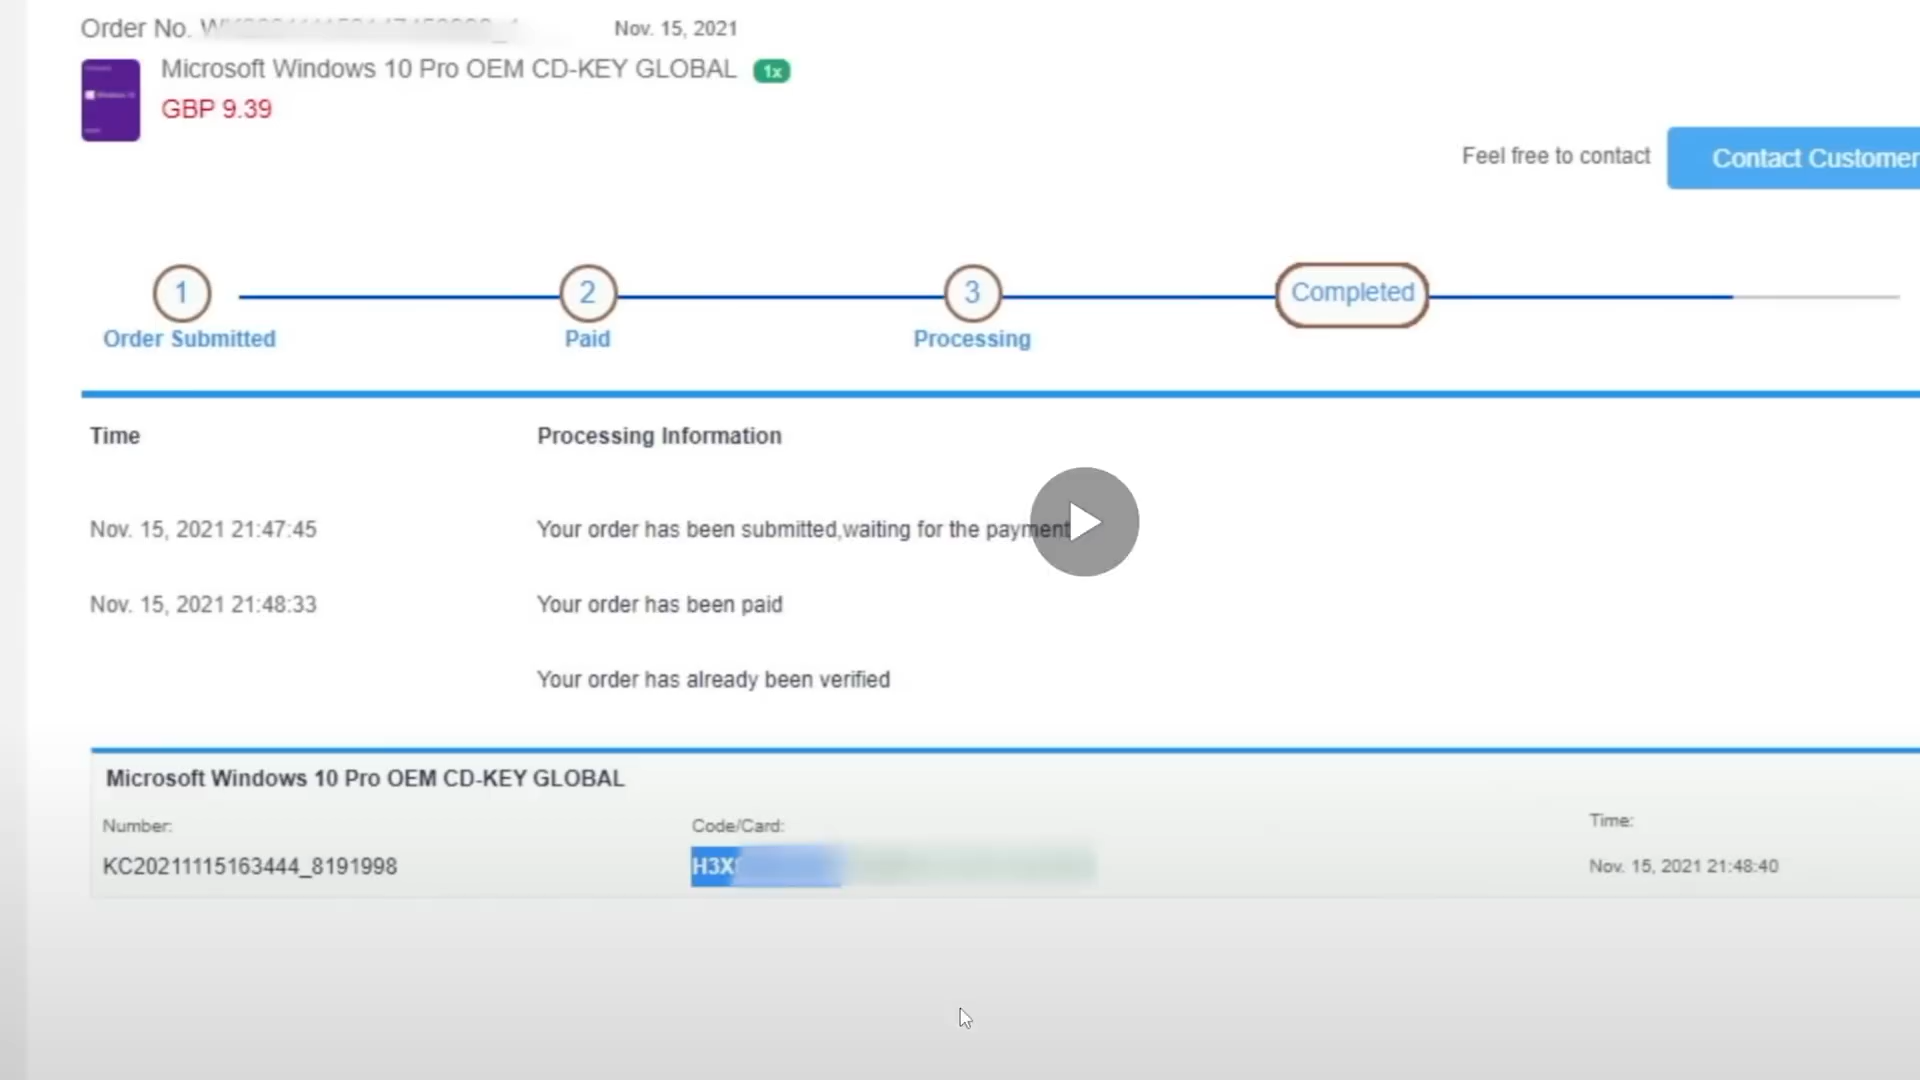 Order No.
Nov. 15, 2021
Microsoft Windows 10 Pro OEM CD-KEY GLOBAL 1x
GBP 9.39
Feel free to contact
Contact Customer
1
2
3
Completed
Order Submitted
Paid
Processing
Time
Processing Information
Nov. 15, 2021 21:47:45
Your order has been submitted,waiting for the payment
Nov. 15, 2021 21:48:33
Your order has been paid
Your order has already been verified
Microsoft Windows 10 Pro OEM CD-KEY GLOBAL
Number:
Code/Card:
Time:
KC20211115163444_8191998
H3X
Nov. 15, 2021 21:48:40